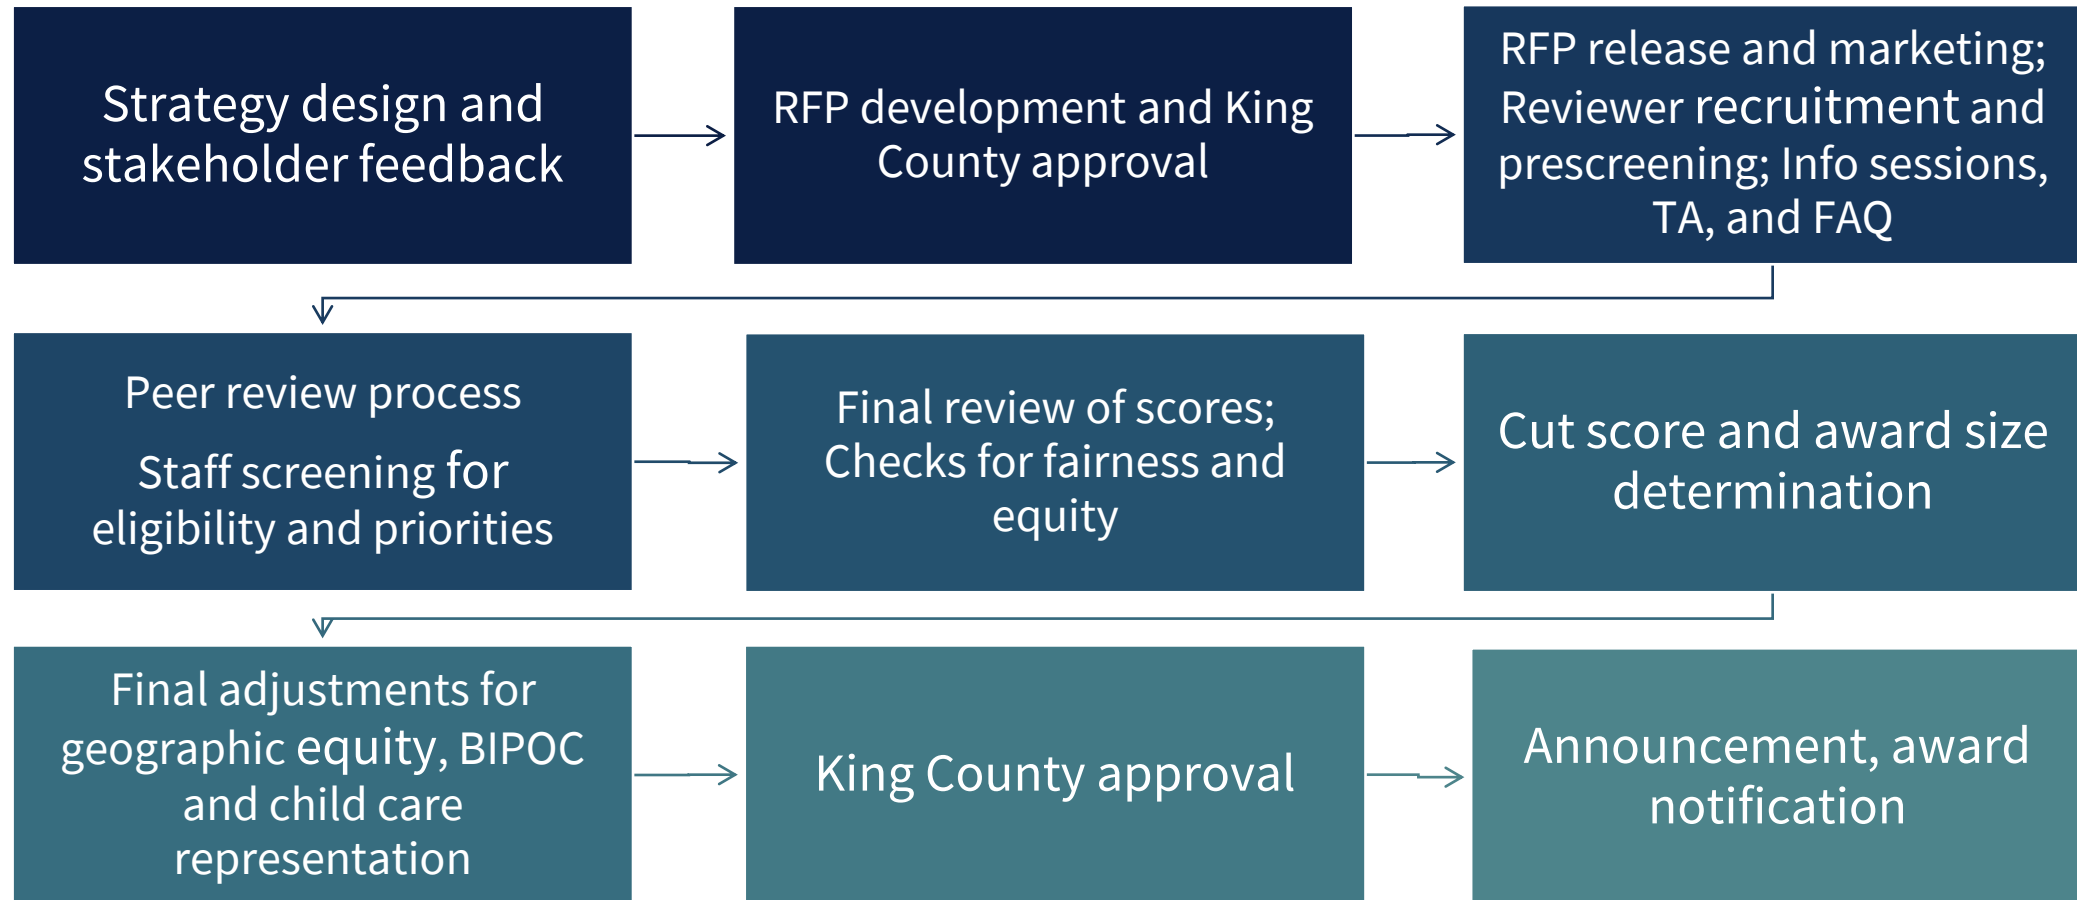 Strategy design and
stakeholder feedback
RFP development and King
County approval
RFP release and marketing;
Reviewer recruitment and
prescreening; Info sessions,
TA, and FAQ
Peer review process
Staff screening for
eligibility and priorities
Final review of scores;
Checks for fairness and
equity
Cut score and award size
determination
Final adjustments for
geographic equity, BIPOC
and child care
representation
King County approval
Announcement, award
notification